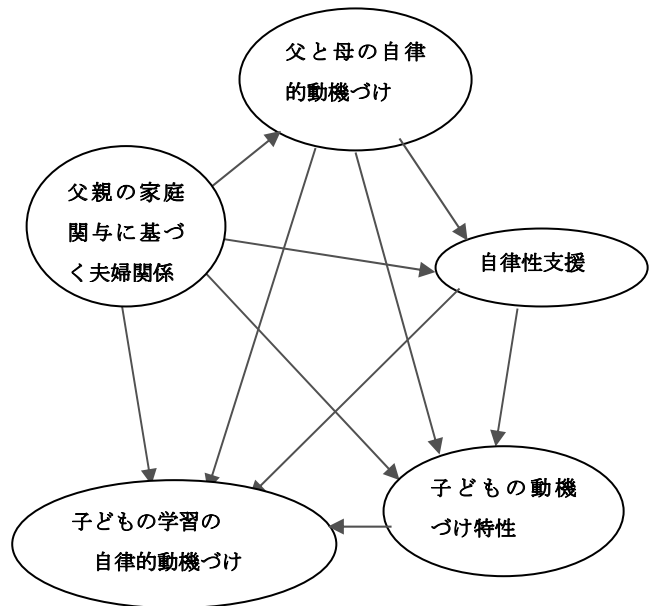 父と母の自律
的動機づけ
父親の家庭
関与に基づ
く夫婦関係
自律性支援
子どもの動機
づけ特性
子どもの学習の
自律的動機づけ